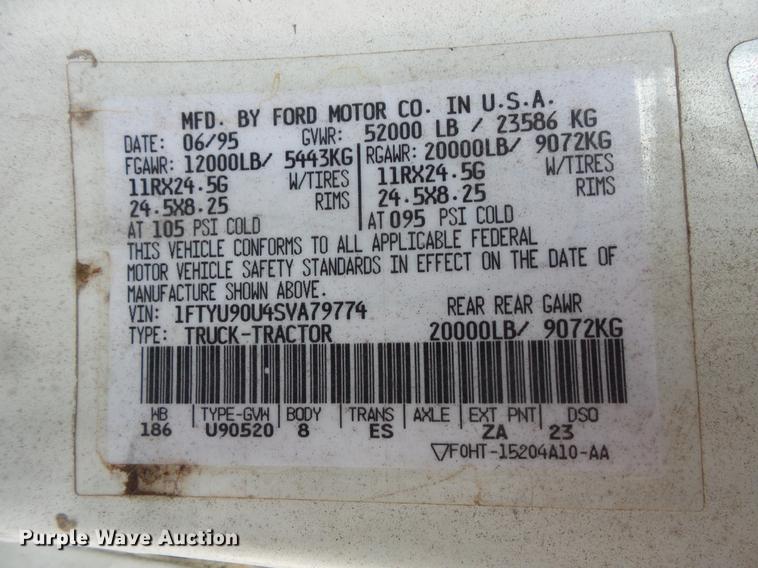 MFD. BY FORD MOTOR CO. IN U.S.A.
DATE: 06/95 GVWR: 52000 LB / 23586 KG
FGAWR: 12000LB/ 5443KG RGAWR: 20000LB/ 9072KG
11RX24.5G W/TIRES 11RX24.5G W/TIRES
24.5X8.25 RIMS 24.5X8.25 RIMS
AT 105 PSI COLD AT 095 PSI COLD
THIS VEHICLE CONFORMS TO ALL APPLICABLE FEDERAL
MOTOR VEHICLE SAFETY STANDARDS IN EFFECT ON THE DATE OF
MANUFACTURE SHOWN ABOVE.
VIN: 1FTYU90U4SVA79774 REAR REAR GAWR
TYPE: TRUCK-TRACTOR 20000LB/ 9072KG
WB TYPE-GVW BODY TRANS AXLE EXT PNT DSO
186 U90520 8 ES ZA 23
F0HT-15204A10-AA
Purple Wave Auction